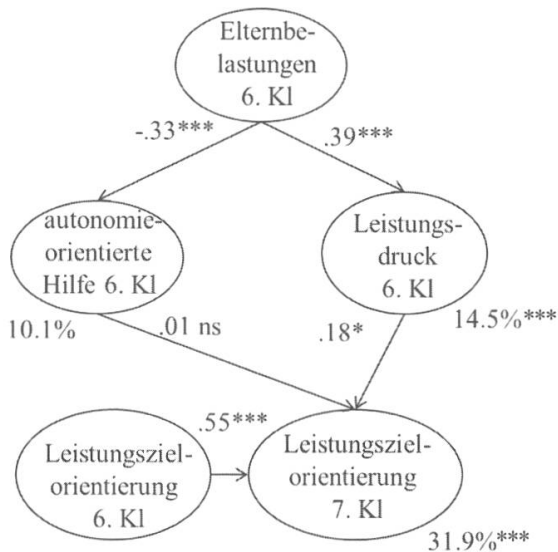 Elternbe-
lastungen
6. Kl
-.33***
.39***
autonomie-
orientierte
Hilfe 6. Kl
Leistungs-
druck
6. Kl
10.1%
.01 ns
.18*
14.5%***
.55***
Leistungsziel-
orientierung
6. Kl
Leistungsziel-
orientierung
7. Kl
31.9%***